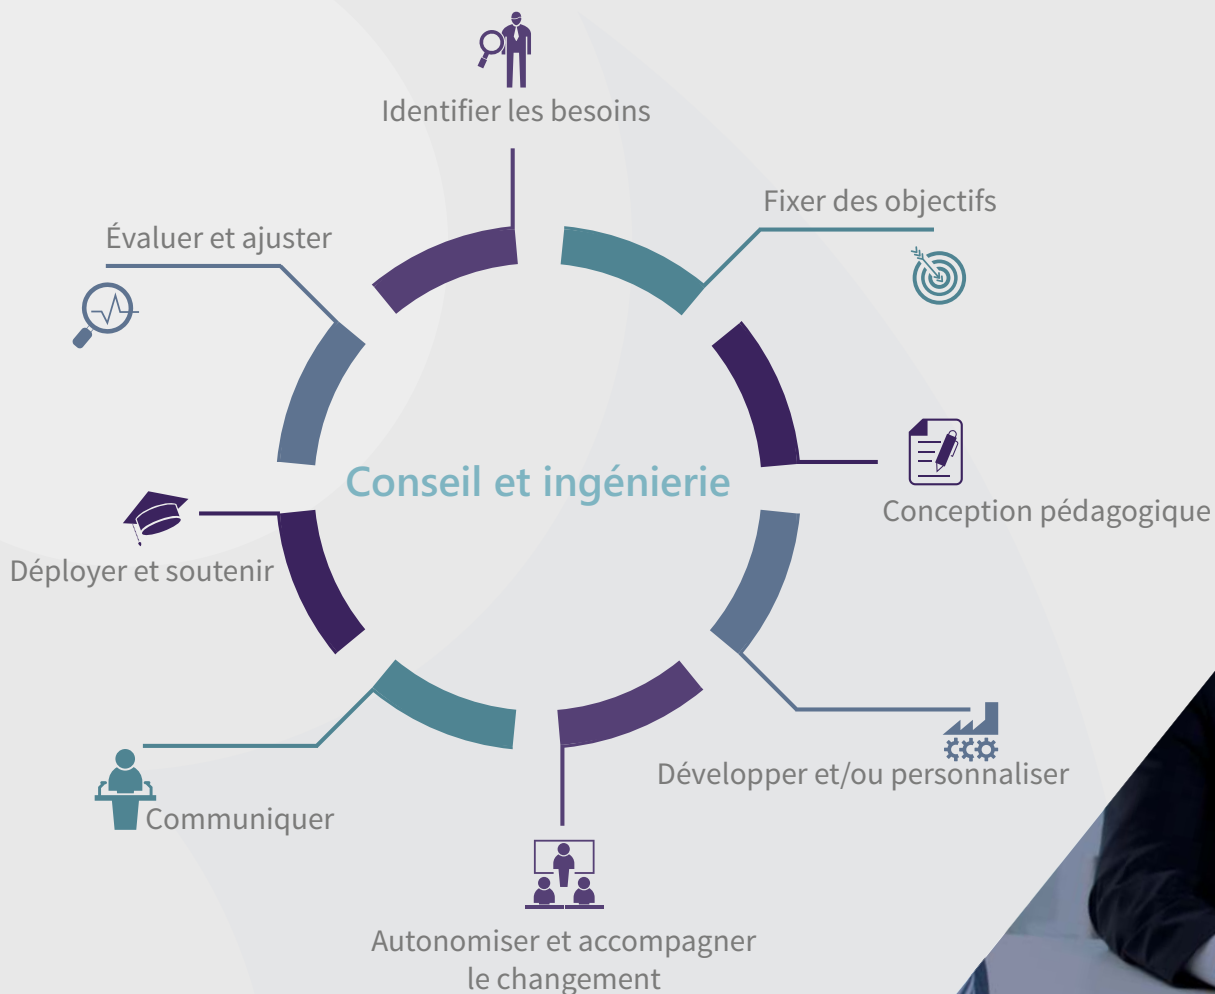 Identifier les besoins
Fixer des objectifs
Évaluer et ajuster
Conseil et ingénierie
Conception pédagogique
Déployer et soutenir
Développer et/ou personnaliser
Communiquer
Autonomiser et accompagner
le changement